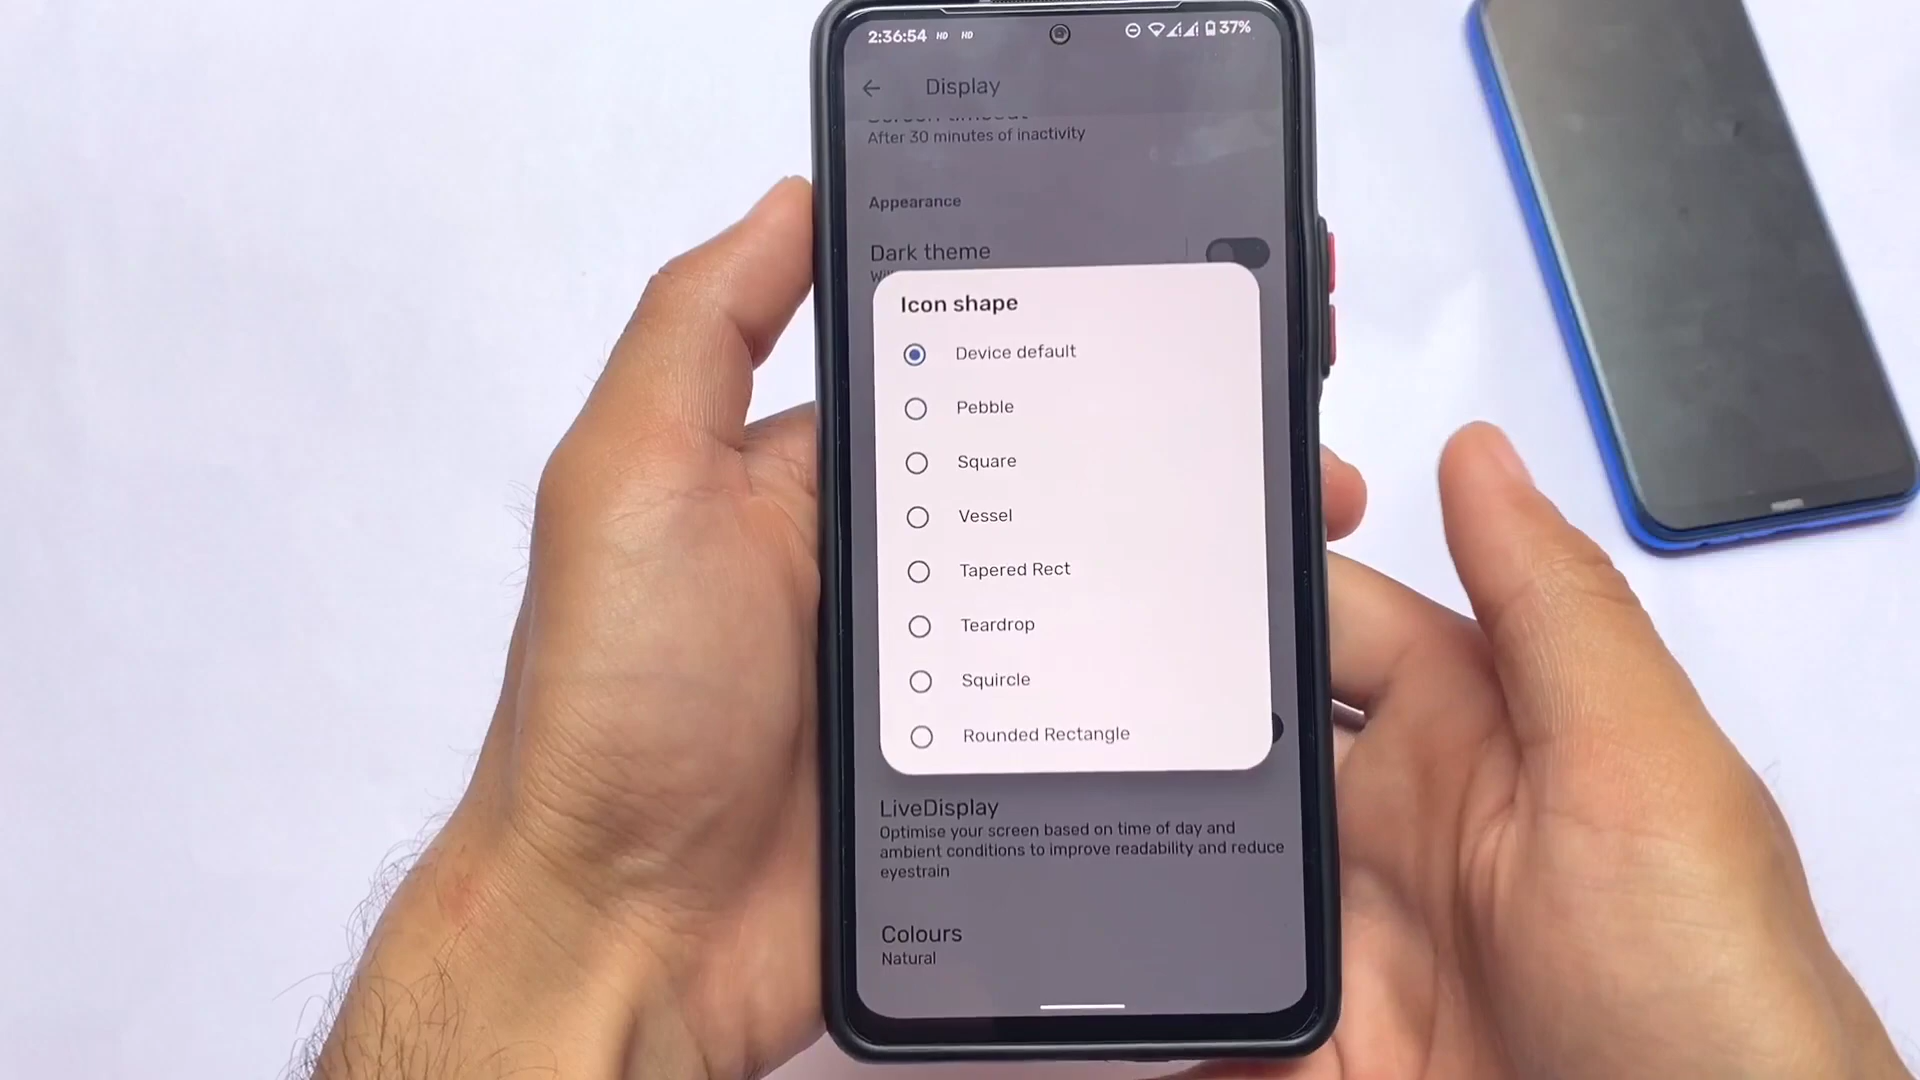 2:36:54 HD HD 37%
Display
After 30 minutes of inactivity
Appearance
Dark theme
Icon shape
Device default
Pebble
Square
Vessel
Tapered Rect
Teardrop
Squircle
Rounded Rectangle
LiveDisplay
Optimise your screen based on time of day and
ambient conditions to improve readability and reduce
eyestrain
Colours
Natural